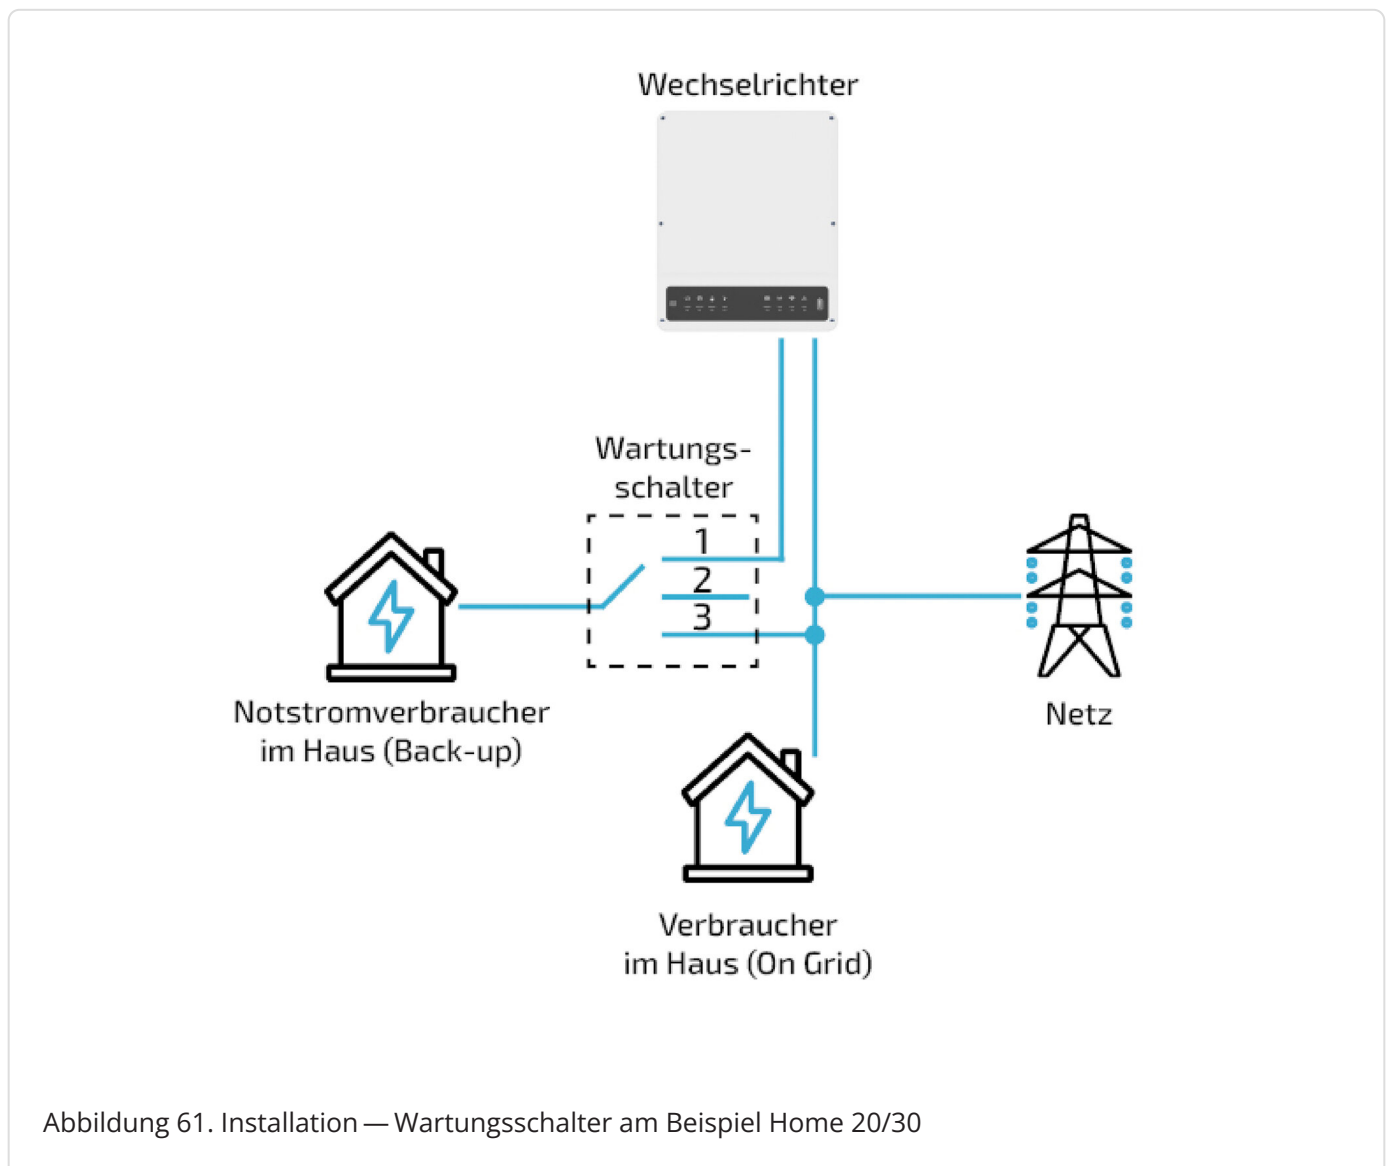 Wechselrichter
Wartungs-
schalter
1
2
3
Notstromverbraucher
im Haus (Back-up)
Netz
Verbraucher
im Haus (On Grid)
Abbildung 61. Installation — Wartungsschalter am Beispiel Home 20/30